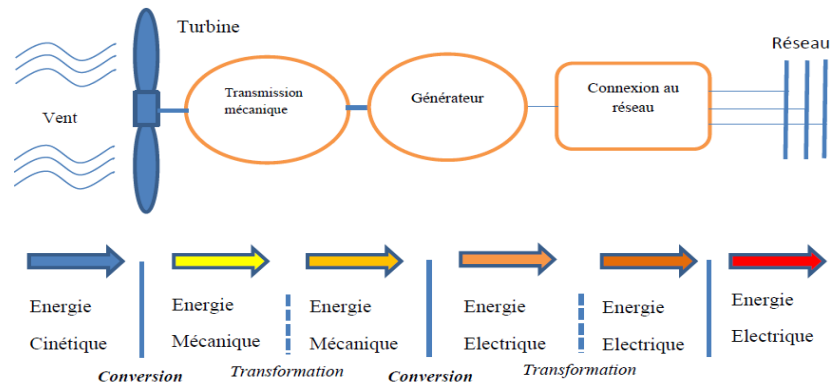 Turbine
Réseau
Vent
Transmission
mécanique
Générateur
Connexion au
réseau
Energie
Cinétique
Energie
Mécanique
Energie
Mécanique
Energie
Electrique
Energie
Electrique
Energie
Electrique
Conversion
Transformation
Conversion
Transformation